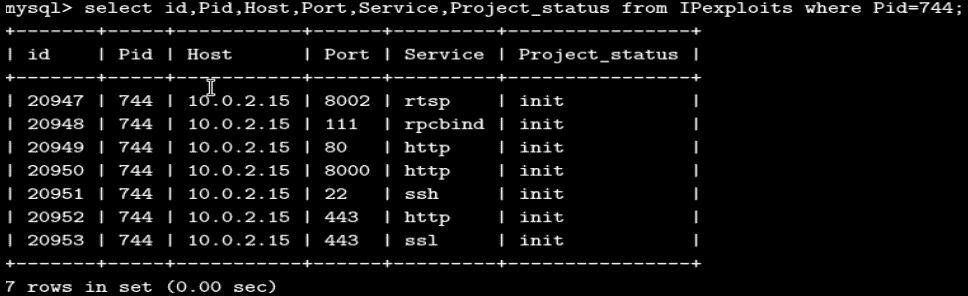 mysql> select id,Pid,Host,Port,Service,Project_status from IPexploits where Pid=744;
+-------+-----+-----------+------+---------+----------------+
| id    | Pid | Host      | Port | Service | Project_status |
+-------+-----+-----------+------+---------+----------------+
| 20947 | 744 | 10.0.2.15 | 8002 | rtsp    | init           |
| 20948 | 744 | 10.0.2.15 | 111  | rpcbind | init           |
| 20949 | 744 | 10.0.2.15 | 80   | http    | init           |
| 20950 | 744 | 10.0.2.15 | 8000 | http    | init           |
| 20951 | 744 | 10.0.2.15 | 22   | ssh     | init           |
| 20952 | 744 | 10.0.2.15 | 443  | http    | init           |
| 20953 | 744 | 10.0.2.15 | 443  | ssl     | init           |
+-------+-----+-----------+------+---------+----------------+
7 rows in set (0.00 sec)